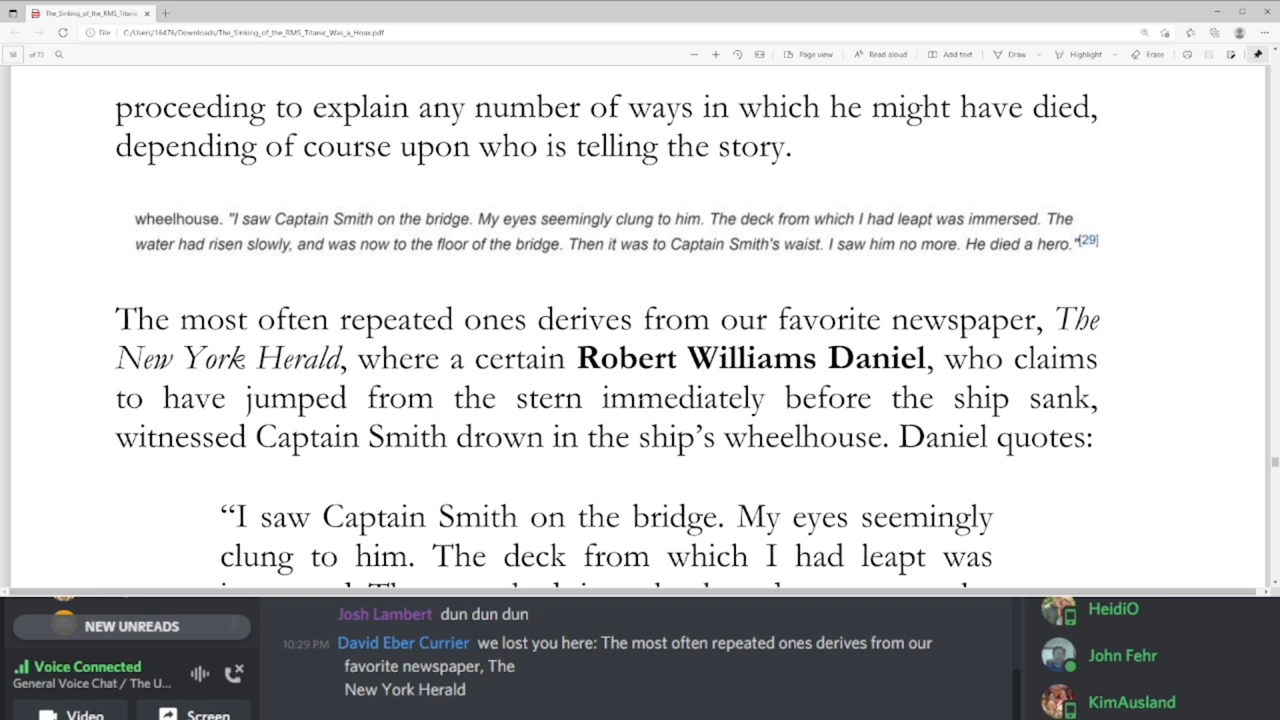 The_Sinking_of_the_RMS_Titanic
File C:/Users/16476/Downloads/The_Sinking_of_the_RMS_Titanic_Was_a_Hoax.pdf
58 of 73 Page view Read aloud Add text Draw Highlight Erase
proceeding to explain any number of ways in which he might have died,
depending of course upon who is telling the story.
wheelhouse. "I saw Captain Smith on the bridge. My eyes seemingly clung to him. The deck from which I had leapt was immersed. The
water had risen slowly, and was now to the floor of the bridge. Then it was to Captain Smith's waist. I saw him no more. He died a hero."[29]
The most often repeated ones derives from our favorite newspaper, The
New York Herald, where a certain Robert Williams Daniel, who claims
to have jumped from the stern immediately before the ship sank,
witnessed Captain Smith drown in the ship's wheelhouse. Daniel quotes:
“I saw Captain Smith on the bridge. My eyes seemingly
clung to him. The deck from which I had leapt was
Josh Lambert dun dun dun
10:29 PM David Eber Currier we lost you here: The most often repeated ones derives from our
favorite newspaper, The
New York Herald
NEW UNREADS
Voice Connected
General Voice Chat / The U...
Video Screen
HeidiO
John Fehr
KimAusland